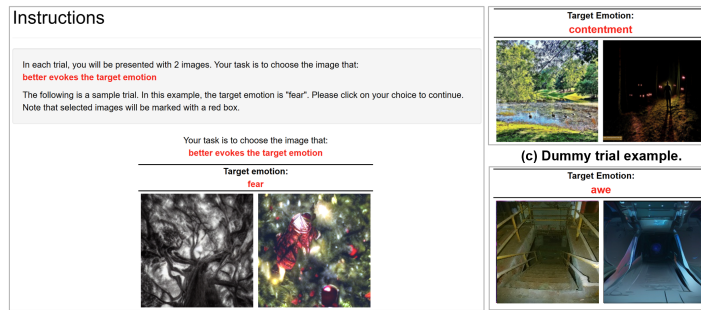 Instructions
In each trial, you will be presented with 2 images. Your task is to choose the image that:
better evokes the target emotion
The following is a sample trial. In this example, the target emotion is "fear". Please click on your choice to continue.
Note that selected images will be marked with a red box.
Your task is to choose the image that:
better evokes the target emotion
Target emotion:
fear
Target Emotion:
contentment
(c) Dummy trial example.
Target Emotion:
awe